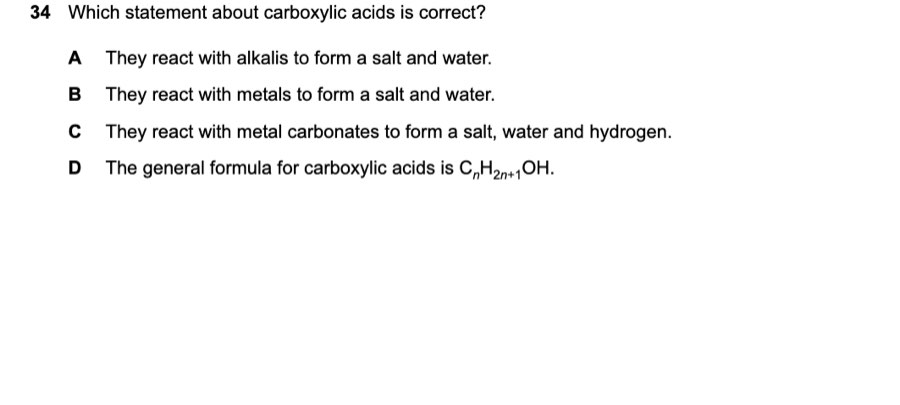 34 Which statement about carboxylic acids is correct?
A They react with alkalis to form a salt and water.
B They react with metals to form a salt and water.
C They react with metal carbonates to form a salt, water and hydrogen.
D The general formula for carboxylic acids is CₙH₂ₙ₊₁OH.